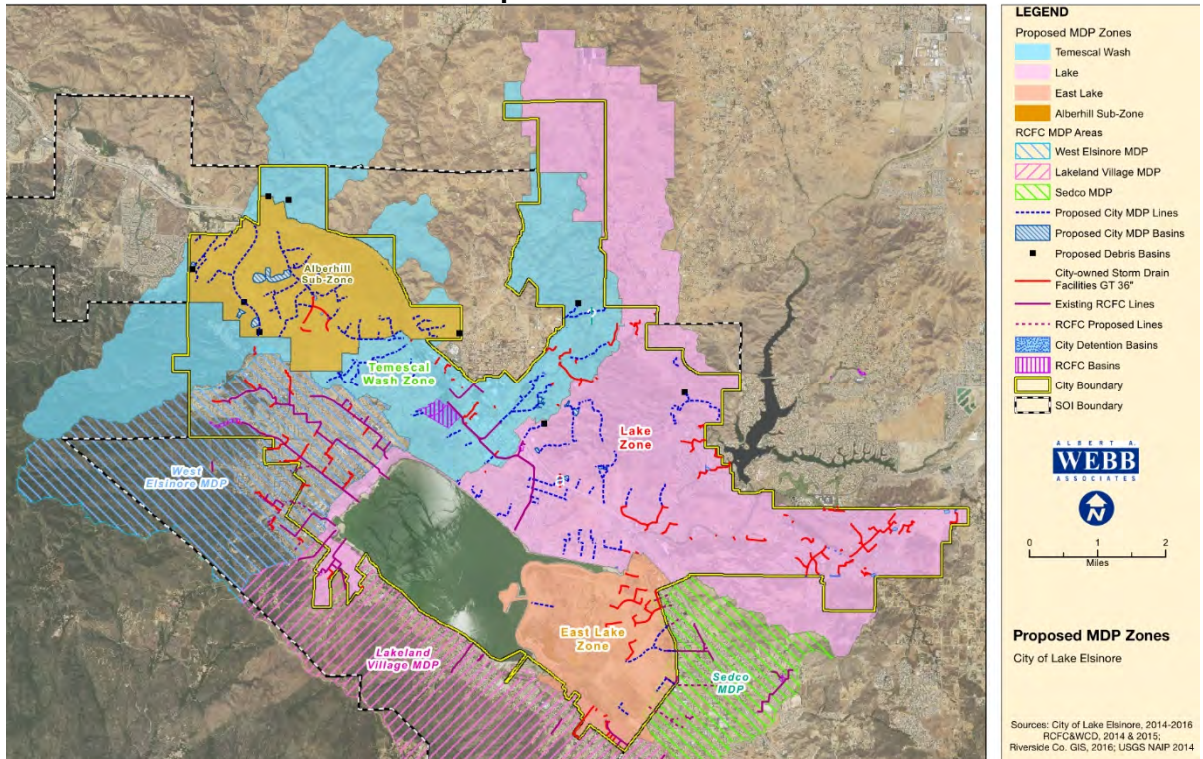 Alberhill
Sub-Zone
Temescal
Wash Zone
Lake
Zone
West
Elsinore MDP
East Lake
Zone
Lakeland
Village MDP
Sedco
MDP
LEGEND
Proposed MDP Zones
Temescal Wash
Lake
East Lake
Alberhill Sub-Zone
RCFC MDP Areas
West Elsinore MDP
Lakeland Village MDP
Sedco MDP
Proposed City MDP Lines
Proposed City MDP Basins
Proposed Debris Basins
City-owned Storm Drain
Facilities GT 36"
Existing RCFC Lines
RCFC Proposed Lines
City Detention Basins
RCFC Basins
City Boundary
SOI Boundary
ALBERT A.
WEBB
ASSOCIATES
N
0 1 2
Miles
Proposed MDP Zones
City of Lake Elsinore
Sources: City of Lake Elsinore, 2014-2016
RCFC&WCD, 2014 & 2015;
Riverside Co. GIS, 2016; USGS NAIP 2014